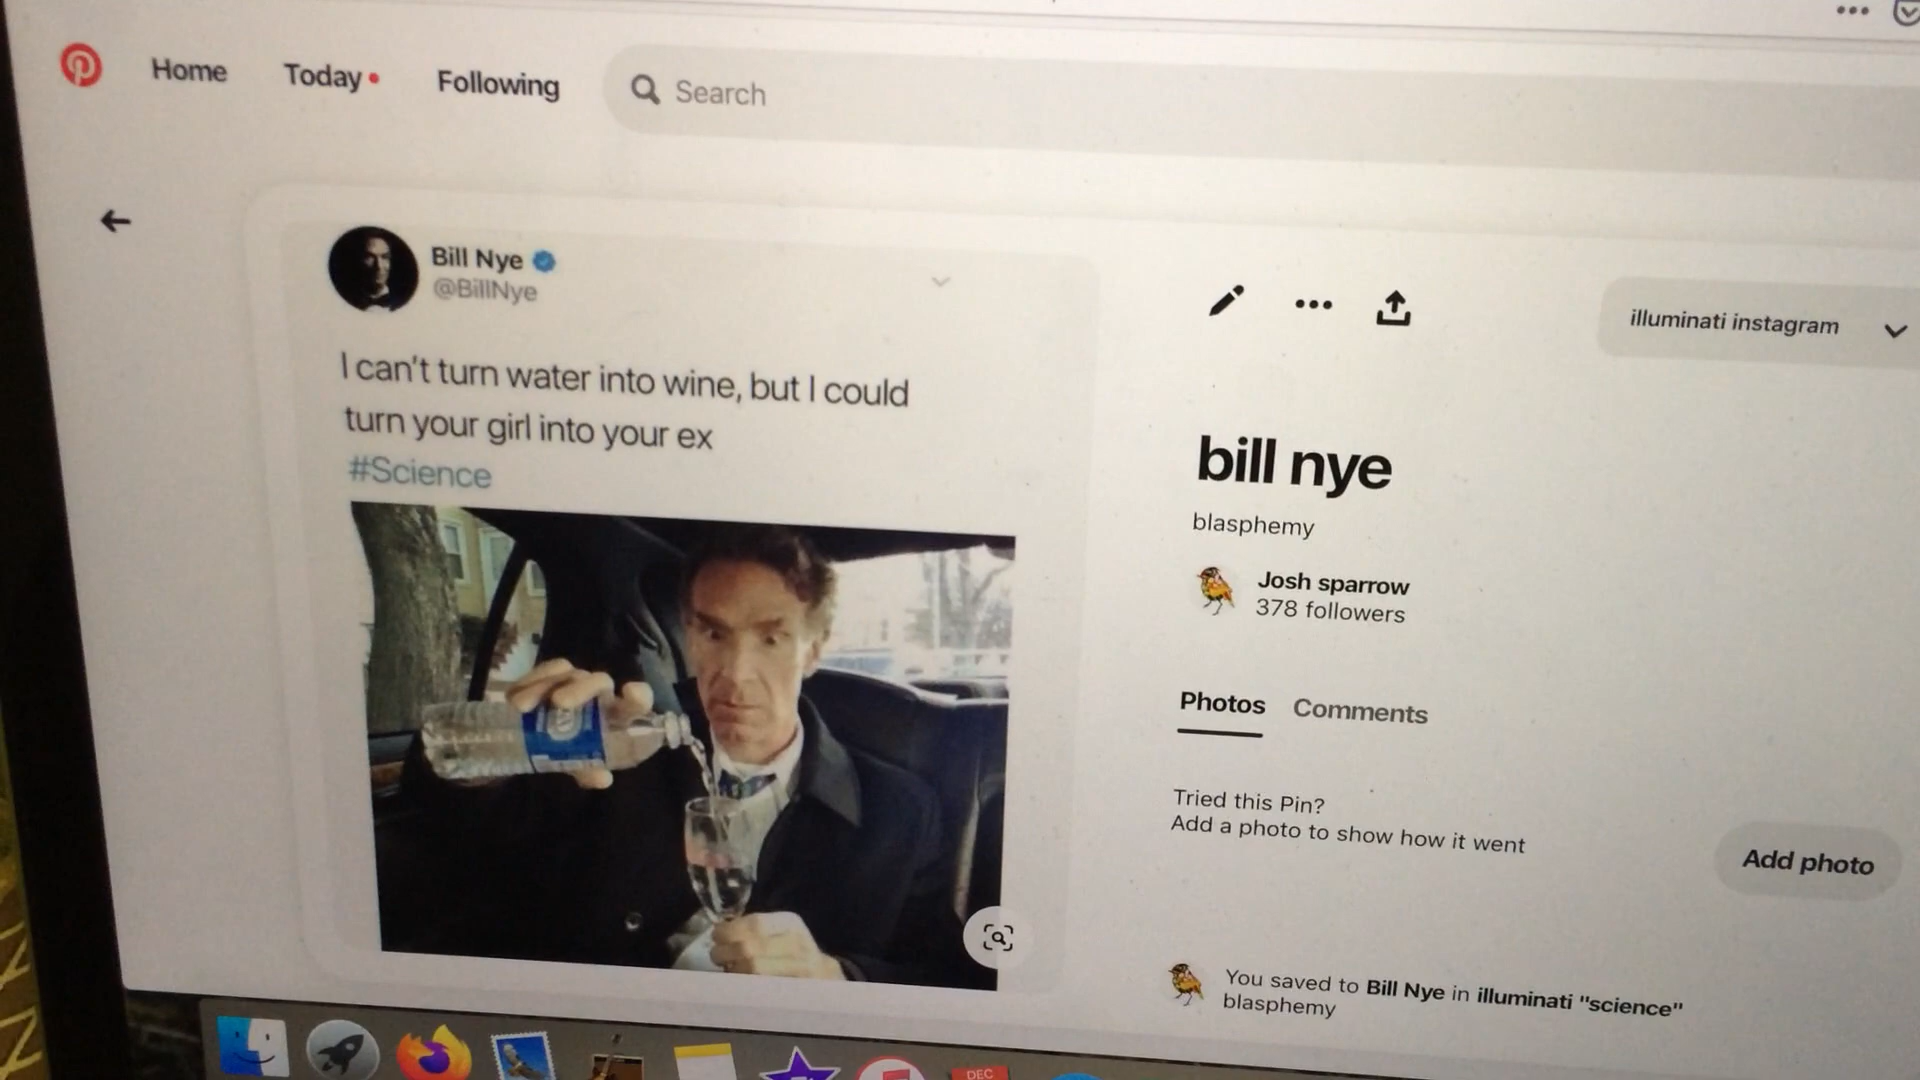 Home
Today
Following
Search
Bill Nye
@BillNye
I can't turn water into wine, but I could
turn your girl into your ex
#Science
illuminati instagram
bill nye
blasphemy
Josh sparrow
378 followers
Photos
Comments
Tried this Pin?
Add a photo to show how it went
Add photo
You saved to Bill Nye in illuminati "science"
blasphemy
DEC